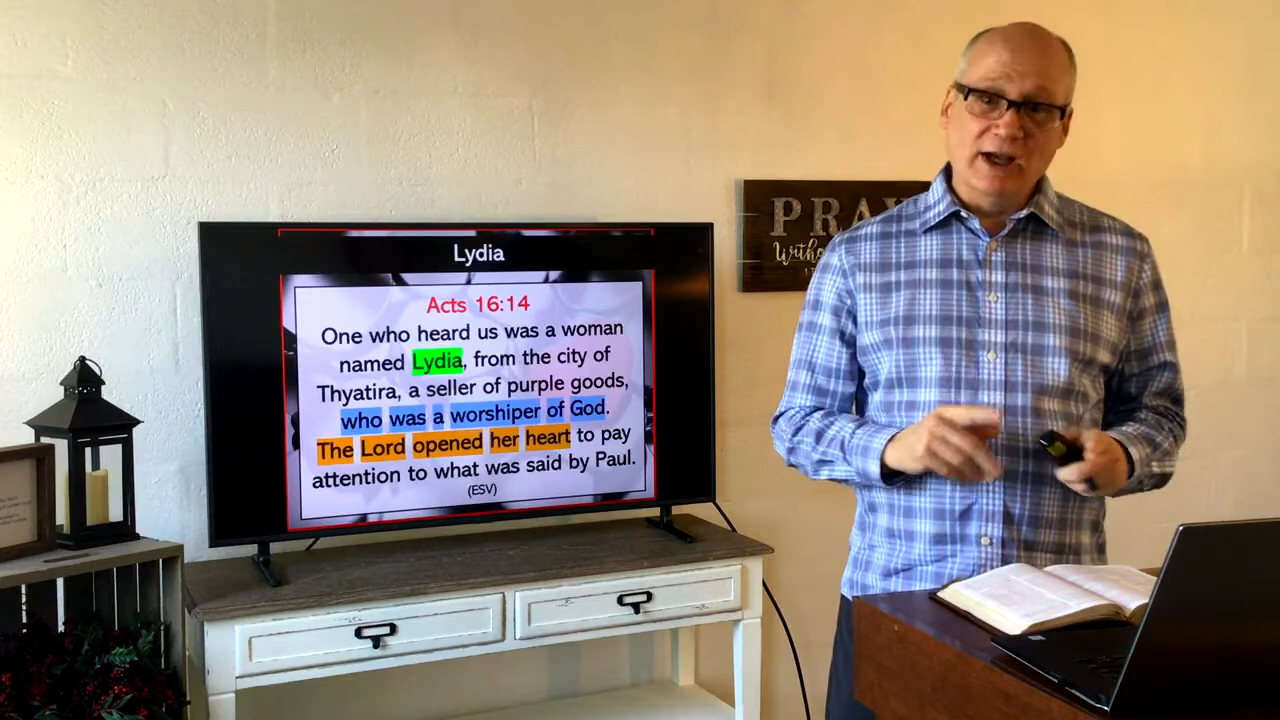 Lydia
Acts 16:14
One who heard us was a woman
named Lydia, from the city of
Thyatira, a seller of purple goods,
who was a worshiper of God.
The Lord opened her heart to pay
attention to what was said by Paul.
(ESV)
PRA